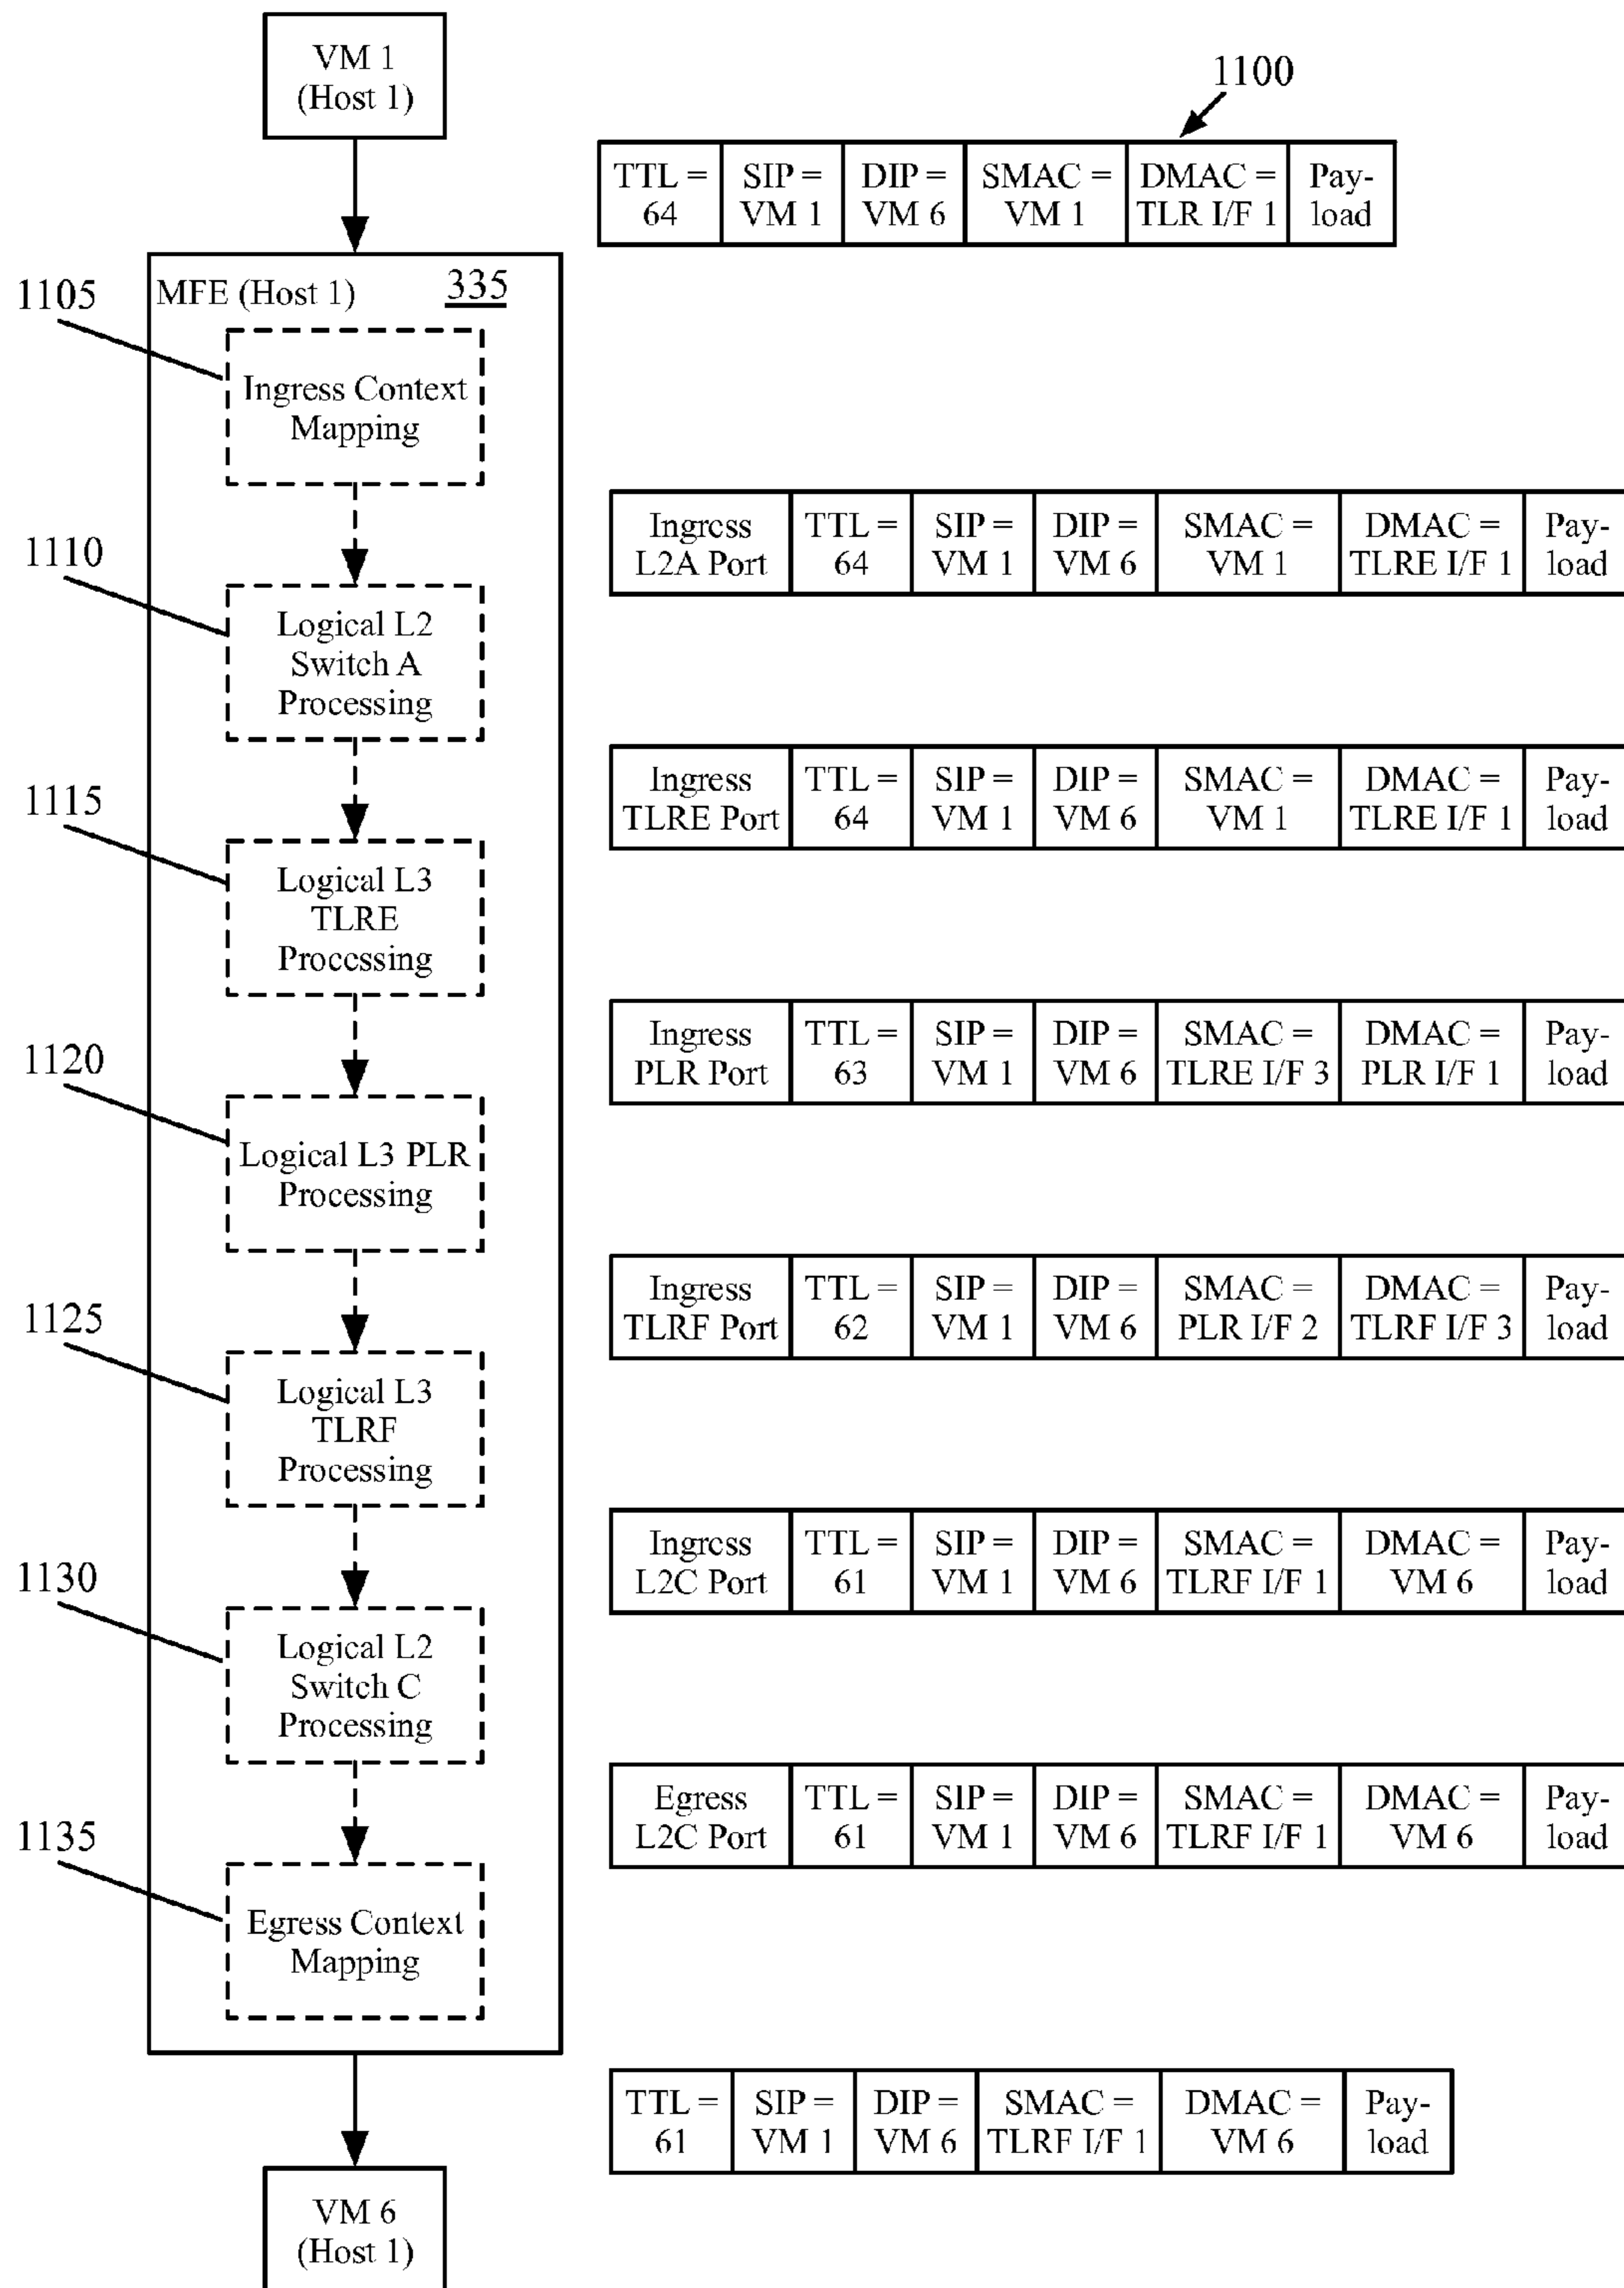 VM 1
(Host 1)
1100
TTL = 64 SIP = VM 1 DIP = VM 6 SMAC = VM 1 DMAC = TLR I/F 1 Pay-load
MFE (Host 1) 335
1105
Ingress Context
Mapping
Ingress L2A Port TTL = 64 SIP = VM 1 DIP = VM 6 SMAC = VM 1 DMAC = TLRE I/F 1 Pay-load
1110
Logical L2
Switch A
Processing
Ingress TLRE Port TTL = 64 SIP = VM 1 DIP = VM 6 SMAC = VM 1 DMAC = TLRE I/F 1 Pay-load
1115
Logical L3
TLRE
Processing
Ingress PLR Port TTL = 63 SIP = VM 1 DIP = VM 6 SMAC = TLRE I/F 3 DMAC = PLR I/F 1 Pay-load
1120
Logical L3 PLR
Processing
Ingress TLRF Port TTL = 62 SIP = VM 1 DIP = VM 6 SMAC = PLR I/F 2 DMAC = TLRF I/F 3 Pay-load
1125
Logical L3
TLRF
Processing
Ingress L2C Port TTL = 61 SIP = VM 1 DIP = VM 6 SMAC = TLRF I/F 1 DMAC = VM 6 Pay-load
1130
Logical L2
Switch C
Processing
Egress L2C Port TTL = 61 SIP = VM 1 DIP = VM 6 SMAC = TLRF I/F 1 DMAC = VM 6 Pay-load
1135
Egress Context
Mapping
TTL = 61 SIP = VM 1 DIP = VM 6 SMAC = TLRF I/F 1 DMAC = VM 6 Pay-load
VM 6
(Host 1)